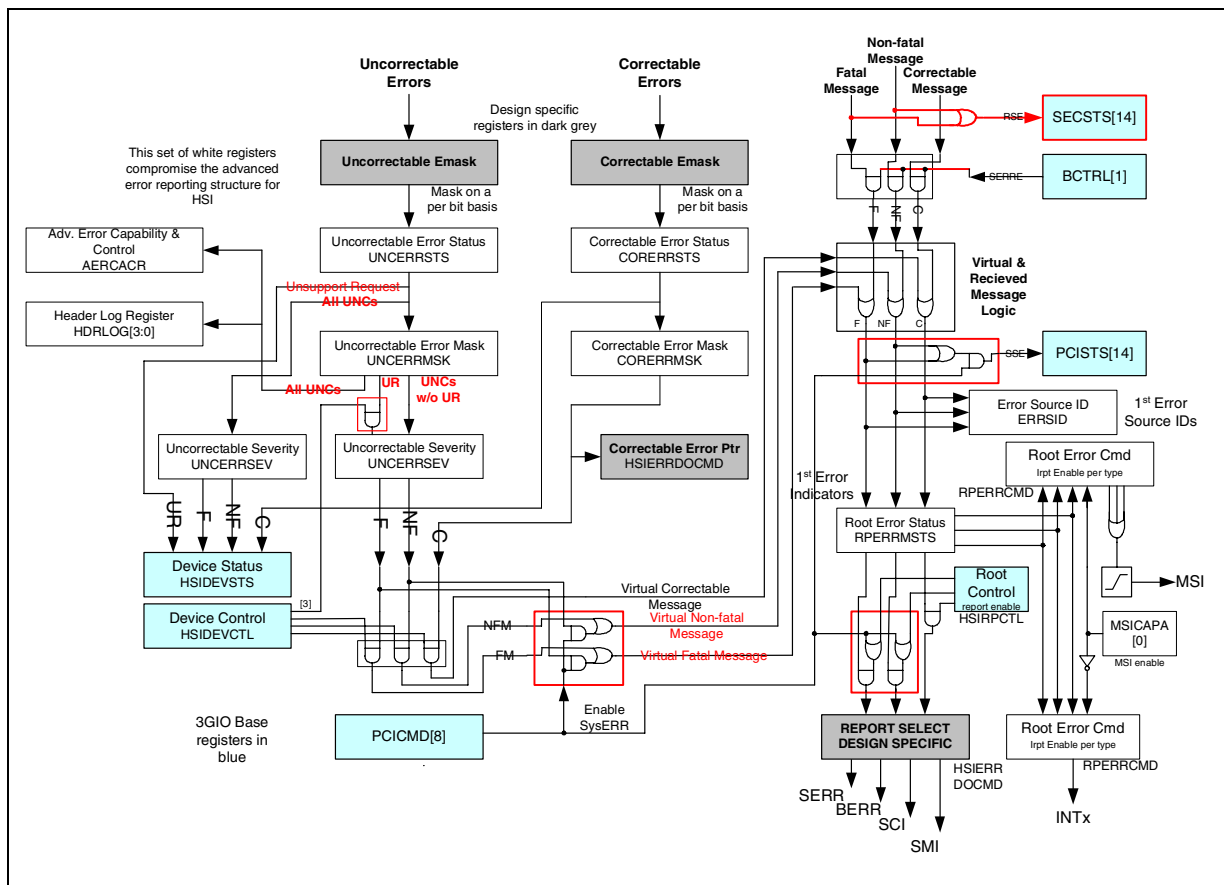 Uncorrectable
Errors
Correctable
Errors
Non-fatal
Message
Fatal
Message
Correctable
Message
Design specific
registers in dark grey
RSE
SECSTS[14]
This set of white registers
compromise the advanced
error reporting structure for
HSI
Uncorrectable Emask
Correctable Emask
SERRE
BCTRL[1]
Mask on a
per bit basis
Mask on a
per bit basis
F
NF
C
Adv. Error Capability &
Control
AERCACR
Uncorrectable Error Status
UNCERRSTS
Correctable Error Status
CORERRSTS
Virtual &
Recieved
Message
Logic
Unsupport Request
All UNCs
Header Log Register
HDRLOG[3:0]
F
NF
C
Uncorrectable Error Mask
UNCERRMSK
Correctable Error Mask
CORERRMSK
SSE
PCISTS[14]
All UNCs
UR
UNCs
w/o UR
Error Source ID
ERRSID
1st Error
Source IDs
Uncorrectable Severity
UNCERRSEV
Uncorrectable Severity
UNCERRSEV
Correctable Error Ptr
HSIERRDOCMD
Root Error Cmd
Irpt Enable per type
1st Error
Indicators
RPERRCMD
UR
F
NF
C
F
NF
C
Root Error Status
RPERRMSTS
Device Status
HSIDEVSTS
MSI
Root
Control
report enable
HSIRPCTL
Device Control
HSIDEVCTL
[3]
Virtual Correctable
Message
NFM
Virtual Non-fatal
Message
MSICAPA
[0]
MSI enable
FM
Virtual Fatal Message
3GIO Base
registers in
blue
PCICMD[8]
Enable
SysERR
REPORT SELECT
DESIGN SPECIFIC
Root Error Cmd
Irpt Enable per type
HSIERR
DOCMD
RPERRCMD
SERR
BERR
SCI
SMI
INTx